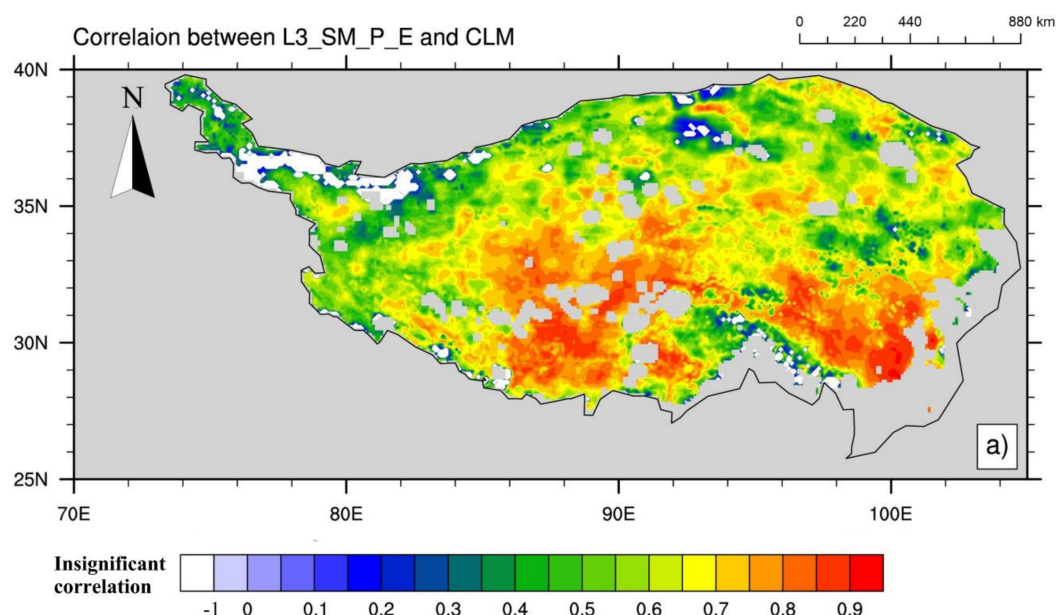 Correlaion between L3_SM_P_E and CLM
0 220 440 880 km
40N
N
35N
30N
25N
a)
70E 80E 90E 100E
Insignificant
correlation
-1 0 0.1 0.2 0.3 0.4 0.5 0.6 0.7 0.8 0.9